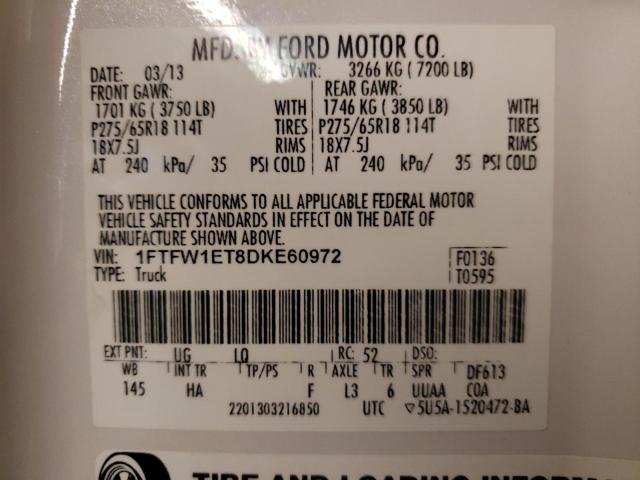 MFD. BY FORD MOTOR CO.
DATE: 03/13 GVWR: 3266 KG ( 7200 LB)
FRONT GAWR: REAR GAWR:
1701 KG ( 3750 LB) WITH 1746 KG ( 3850 LB) WITH
P275/65R18 114T TIRES P275/65R18 114T TIRES
18X7.5J RIMS 18X7.5J RIMS
AT 240 kPa/ 35 PSI COLD AT 240 kPa/ 35 PSI COLD
THIS VEHICLE CONFORMS TO ALL APPLICABLE FEDERAL MOTOR
VEHICLE SAFETY STANDARDS IN EFFECT ON THE DATE OF
MANUFACTURE SHOWN ABOVE.
VIN: 1FTFW1ET8DKE60972 F0136
TYPE: Truck T0595
EXT PNT: UG LQ RC: 52 DSO:
WB INT TR TP/PS R AXLE TR SPR DF613
145 HA F L3 6 UUAA COA
2201303216850 UTC ▽5U5A-1520472-BA
TIRE AND LOADING INFORMA